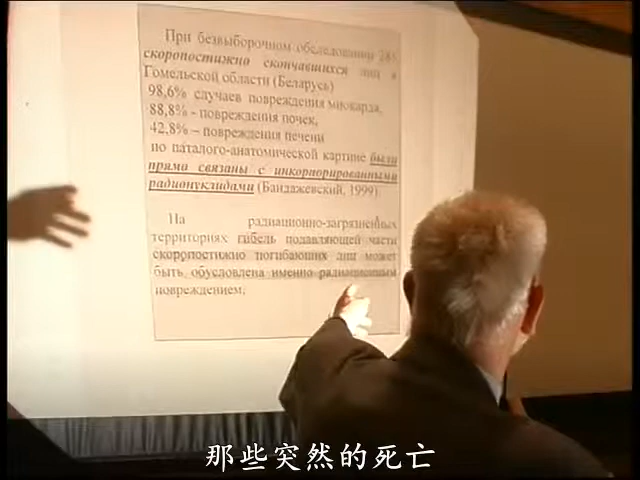 При безвыборочном обследовании 285
скоропостижно скончавшихся лиц в
Гомельской области (Беларусь)
98,6% случаев повреждения миокарда,
88,8% - повреждения почек,
42,8% – повреждения печени
по паталого-анатомической картине были
прямо связаны с инкорпорированными
радионуклидами (Бандажевский, 1999).
На радиационно-загрязненных
территориях гибель подавляющей части
скоропостижно погибающих лиц может
быть обусловлена именно радиационным
повреждением.
那些突然的死亡